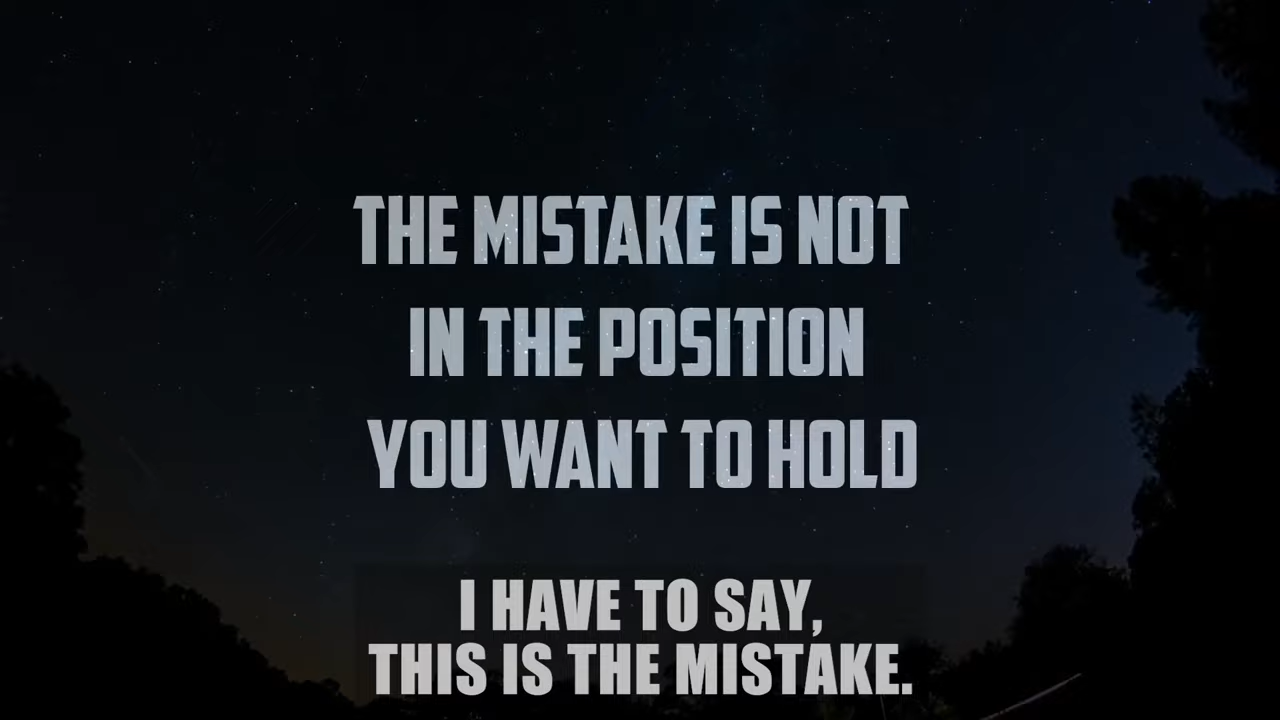 THE MISTAKE IS NOT
IN THE POSITION
YOU WANT TO HOLD
I HAVE TO SAY,
THIS IS THE MISTAKE.